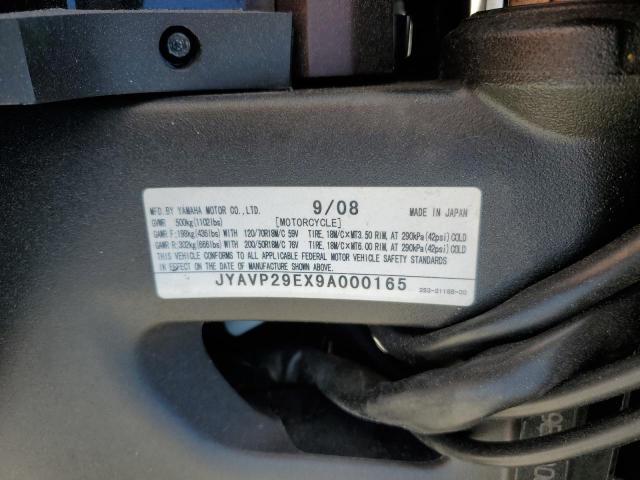 MFD.BY YAMAHA MOTOR CO.,LTD. 9/08 MADE IN JAPAN
GVWR 500kg(1102lbs) [MOTORCYCLE]
GAWR F:198kg(436lbs) WITH 120/70R18M/C 59V TIRE, 18M/C×MT3.50 RIM, AT 290kPa(42psi)COLD
GAWR R:302kg(666lbs) WITH 200/50R18M/C 76V TIRE, 18M/C×MT6.00 RIM, AT 290kPa(42psi)COLD
THIS VEHICLE CONFORMS TO ALL APPLICABLE FEDERAL MOTOR VEHICLE SAFETY STANDARDS
IN EFFECT ON THE DATE OF MANUFACTURE SHOWN ABOVE.
JYAVP29EX9A000165